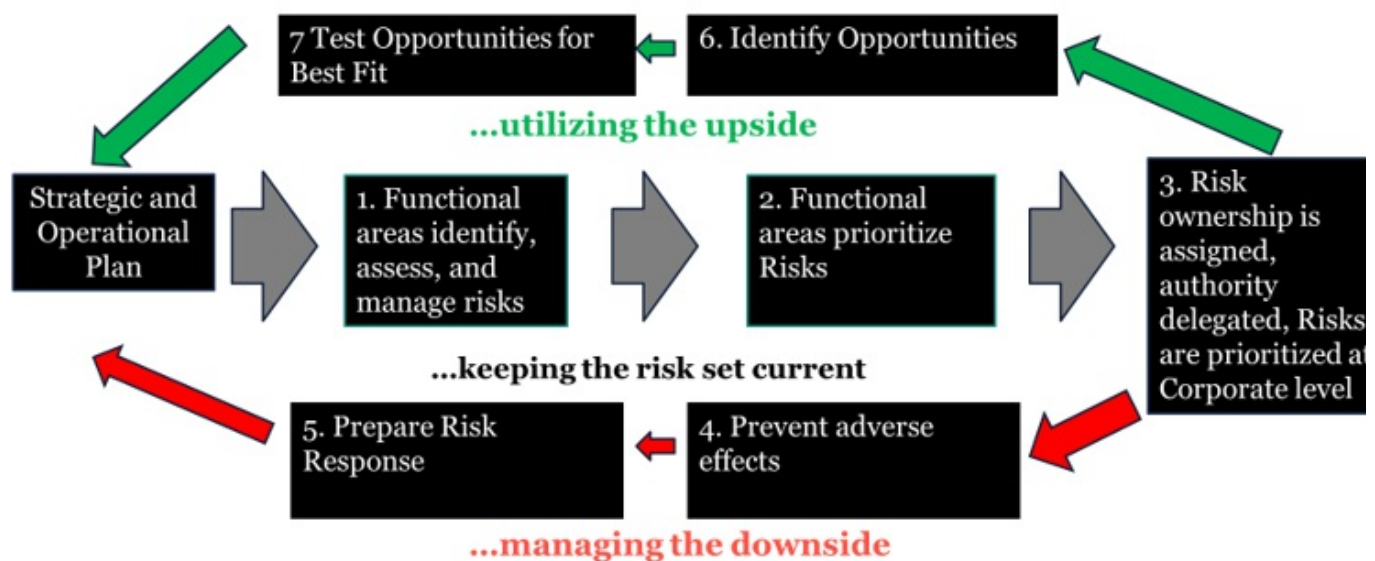 7 Test Opportunities for
Best Fit
6. Identify Opportunities
...utilizing the upside
Strategic and
Operational
Plan
1. Functional
areas identify,
assess, and
manage risks
2. Functional
areas prioritize
Risks
3. Risk
ownership is
assigned,
authority
delegated, Risks
are prioritized at
Corporate level
...keeping the risk set current
5. Prepare Risk
Response
4. Prevent adverse
effects
...managing the downside